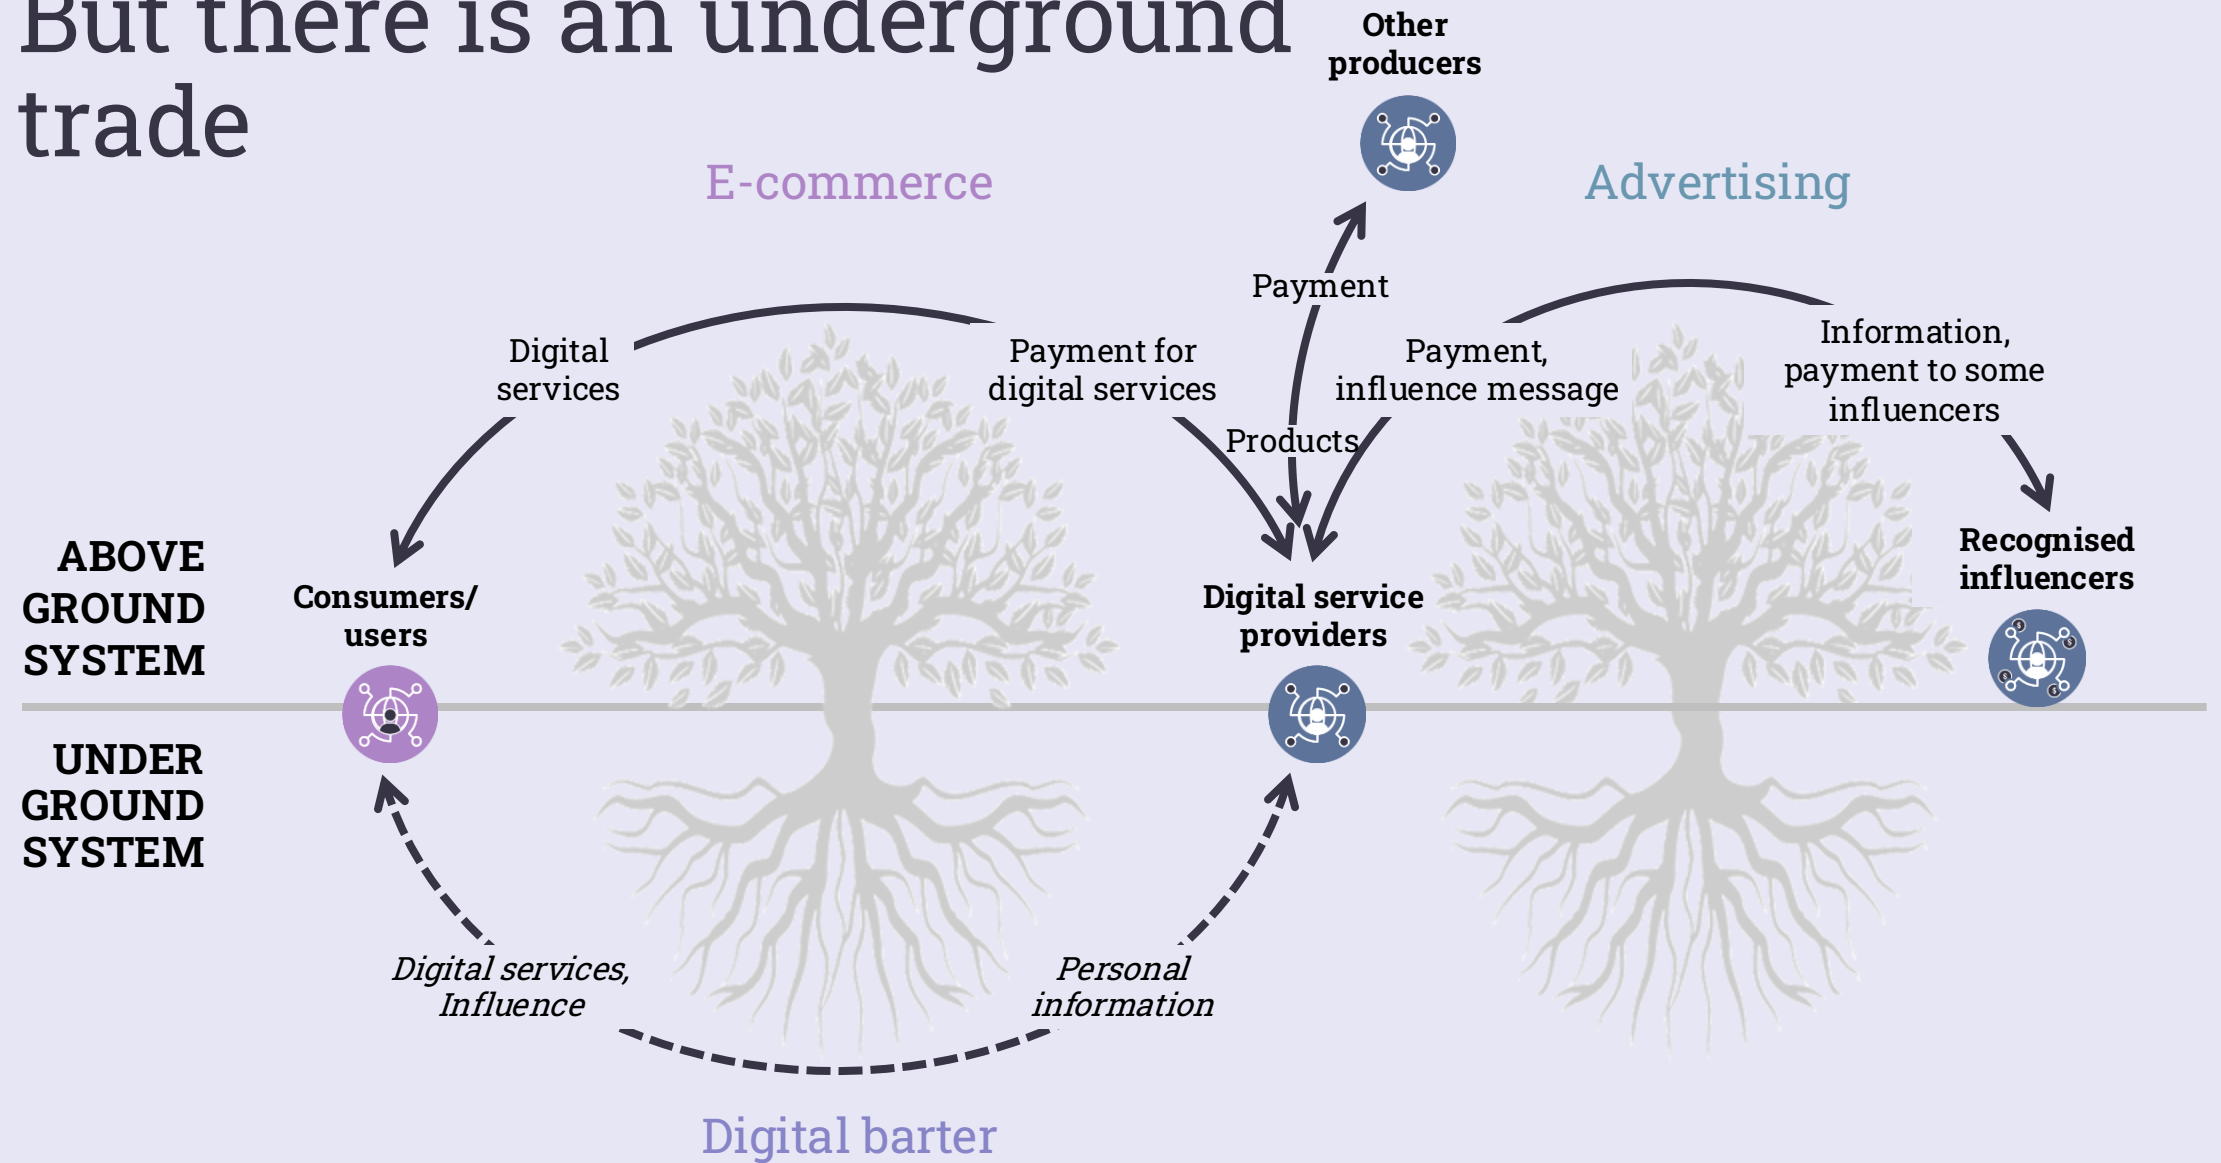 But there is an underground
trade
Other
producers
E-commerce
Advertising
Payment
Digital
services
Payment for
digital services
Payment,
influence message
Information,
payment to some
influencers
Products
ABOVE
GROUND
SYSTEM
Consumers/
users
Digital service
providers
Recognised
influencers
UNDER
GROUND
SYSTEM
Digital services,
Influence
Personal
information
Digital barter